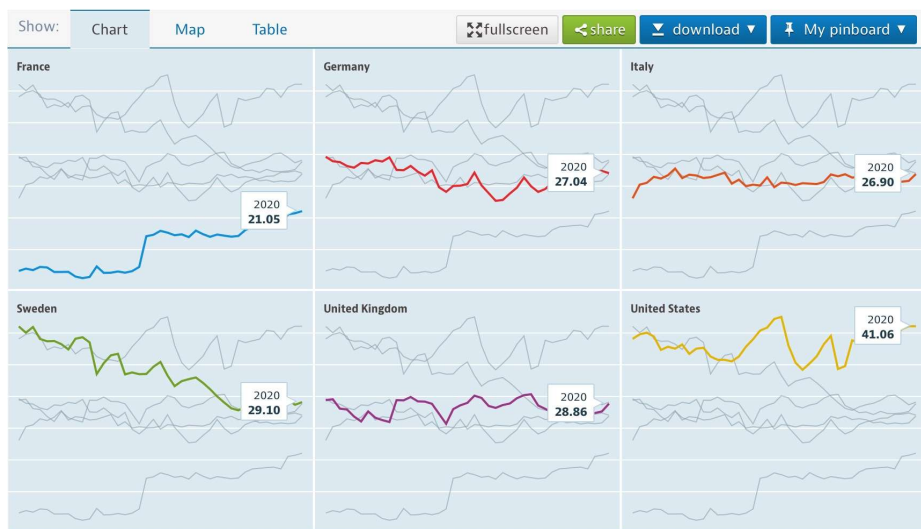 Show:
Chart
Map
Table
fullscreen
share
download
My pinboard
France
2020
21.05
Germany
2020
27.04
Italy
2020
26.90
Sweden
2020
29.10
United Kingdom
2020
28.86
United States
2020
41.06